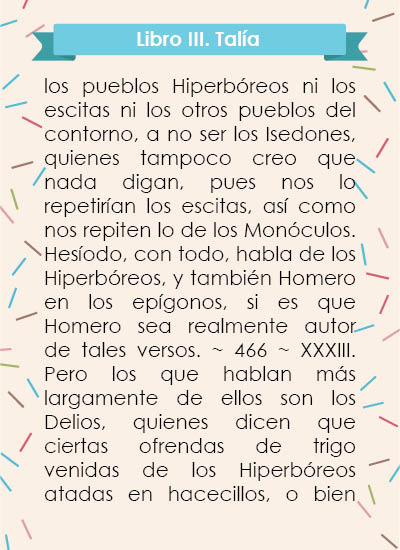 Libro III. Talía
los pueblos Hiperbóreos ni los
escitas ni los otros pueblos del
contorno, a no ser los Isedones,
quienes tampoco creo que
nada digan, pues nos lo
repetirían los escitas, así como
nos repiten lo de los Monóculos.
Hesíodo, con todo, habla de los
Hiperbóreos, y también Homero
en los epígonos, si es que
Homero sea realmente autor
de tales versos. ~ 466 ~ XXXIII.
Pero los que hablan más
largamente de ellos son los
Delios, quienes dicen que
ciertas ofrendas de trigo
venidas de los Hiperbóreos
atadas en hacecillos, o bien